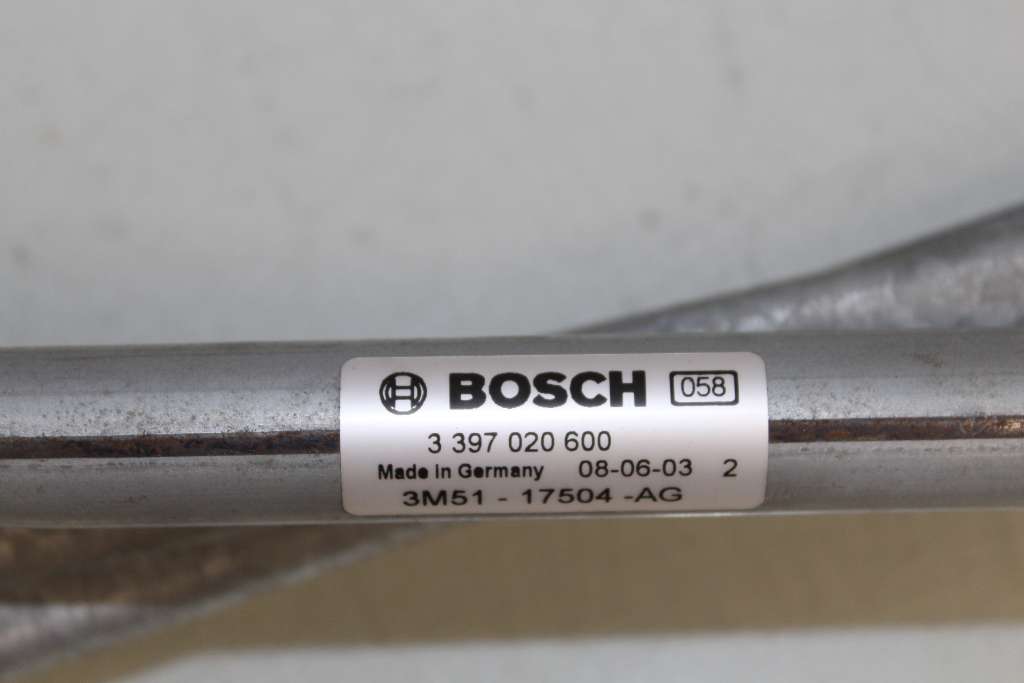 BOSCH 058
3 397 020 600
Made in Germany 08-06-03 2
3M51 - 17504 -AG